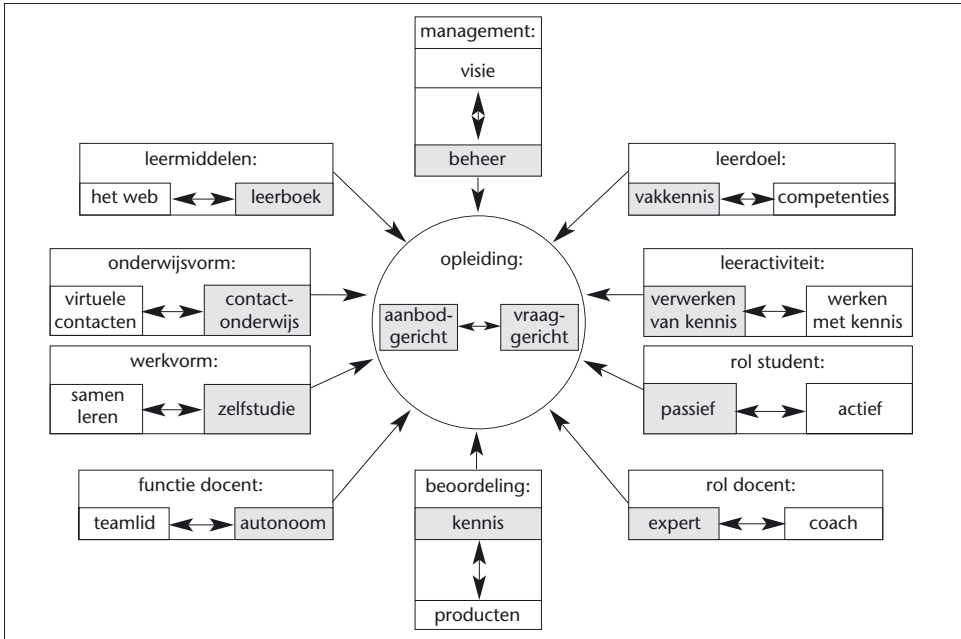 management:
visie
beheer
leermiddelen:
het web
leerboek
leerdoel:
vakkennis
competenties
onderwijsvorm:
virtuele
contacten
contact-
onderwijs
opleiding:
aanbod-
gericht
vraag-
gericht
leeractiviteit:
verwerken
van kennis
werken
met kennis
werkvorm:
samen
leren
zelfstudie
rol student:
passief
actief
functie docent:
teamlid
autonoom
beoordeling:
kennis
producten
rol docent:
expert
coach